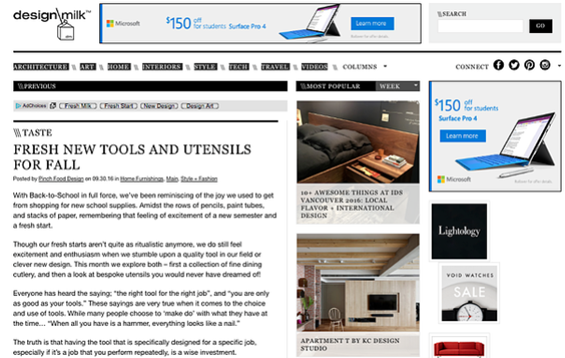 design milk™
Microsoft
$150 off for students Surface Pro 4
Learn more
SEARCH
GO
ARCHITECTURE \\ ART \\ HOME \\ INTERIORS \\ STYLE \\ TECH \\ TRAVEL \\ VIDEOS \\ COLUMNS
CONNECT
\\PREVIOUS
AdChoices
Fresh Milk
Fresh Start
New Design
Design Art
\\TASTE
FRESH NEW TOOLS AND UTENSILS
FOR FALL
Posted by Pinch Food Design on 09.30.16 in Home Furnishings, Main, Style + Fashion
With Back-to-School in full force, we've been reminiscing of the joy we used to get
from shopping for new school supplies. Amidst the rows of pencils, paint tubes,
and stacks of paper, remembering that feeling of excitement of a new semester and
a fresh start.
Though our fresh starts aren't quite as ritualistic anymore, we do still feel
excitement and enthusiasm when we stumble upon a quality tool in our field or
clever new design. This month we explore both – first a collection of fine dining
cutlery, and then a look at bespoke utensils you would never have dreamed of!
Everyone has heard the saying; "the right tool for the right job", and "you are only
as good as your tools." These sayings are very true when it comes to the choice
and use of tools. While many people choose to 'make do' with what they have at
the time... "When all you have is a hammer, everything looks like a nail."
The truth is that having the tool that is specifically designed for a specific job,
especially if it's a job that you perform repeatedly, is a wise investment.
\\MOST POPULAR
WEEK
10+ AWESOME THINGS AT IDS
VANCOUVER 2016: LOCAL
FLAVOR + INTERNATIONAL
DESIGN
APARTMENT T BY KC DESIGN
STUDIO
$150 off
for students
Surface Pro 4
Learn more
Microsoft
Lightology
VOID WATCHES
SALE